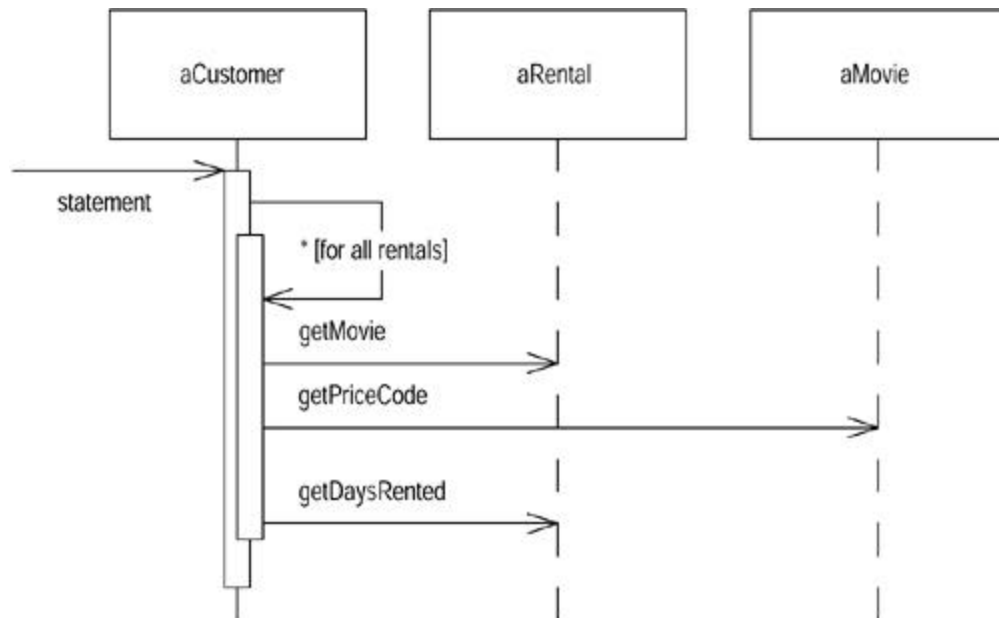 aCustomer
aRental
aMovie
statement
* [for all rentals]
getMovie
getPriceCode
getDaysRented